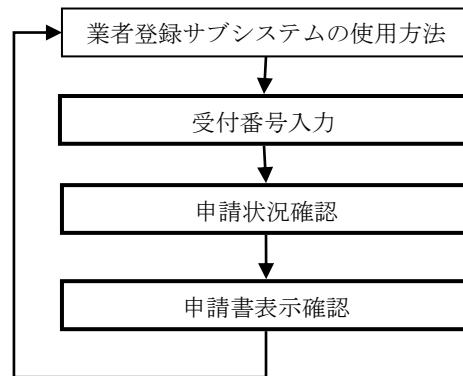 業者登録サブシステムの使用方法
受付番号入力
申請状況確認
申請書表示確認